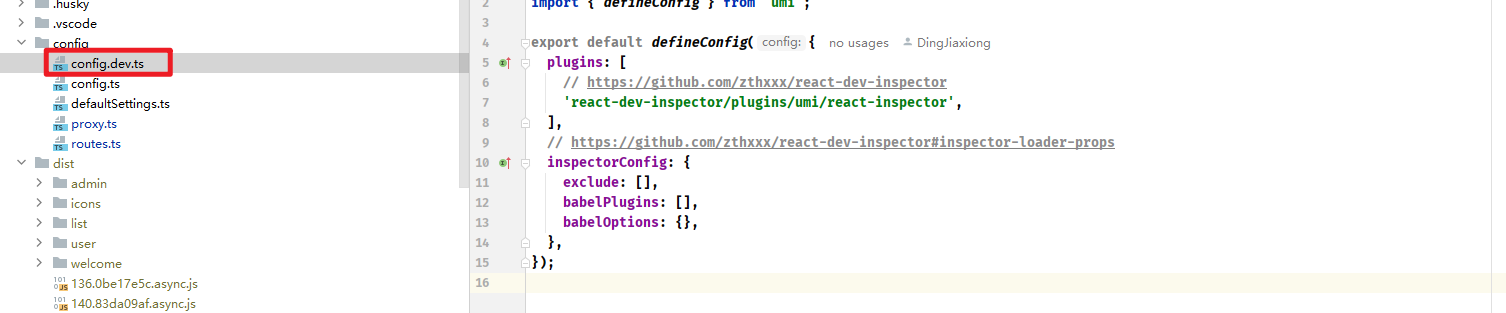 .husky
.vscode
config
config.dev.ts
config.ts
defaultSettings.ts
proxy.ts
routes.ts
dist
admin
icons
list
user
welcome
136.0be17e5c.async.js
140.83da09af.async.js
2 import { defineConfig } from 'umi';
3
4 export default defineConfig( config: { no usages DingJiaxiong
5 plugins: [
6 // https://github.com/zthxxx/react-dev-inspector
7 'react-dev-inspector/plugins/umi/react-inspector',
8 ],
9 // https://github.com/zthxxx/react-dev-inspector#inspector-loader-props
10 inspectorConfig: {
11 exclude: [],
12 babelPlugins: [],
13 babelOptions: {},
14 },
15 });
16